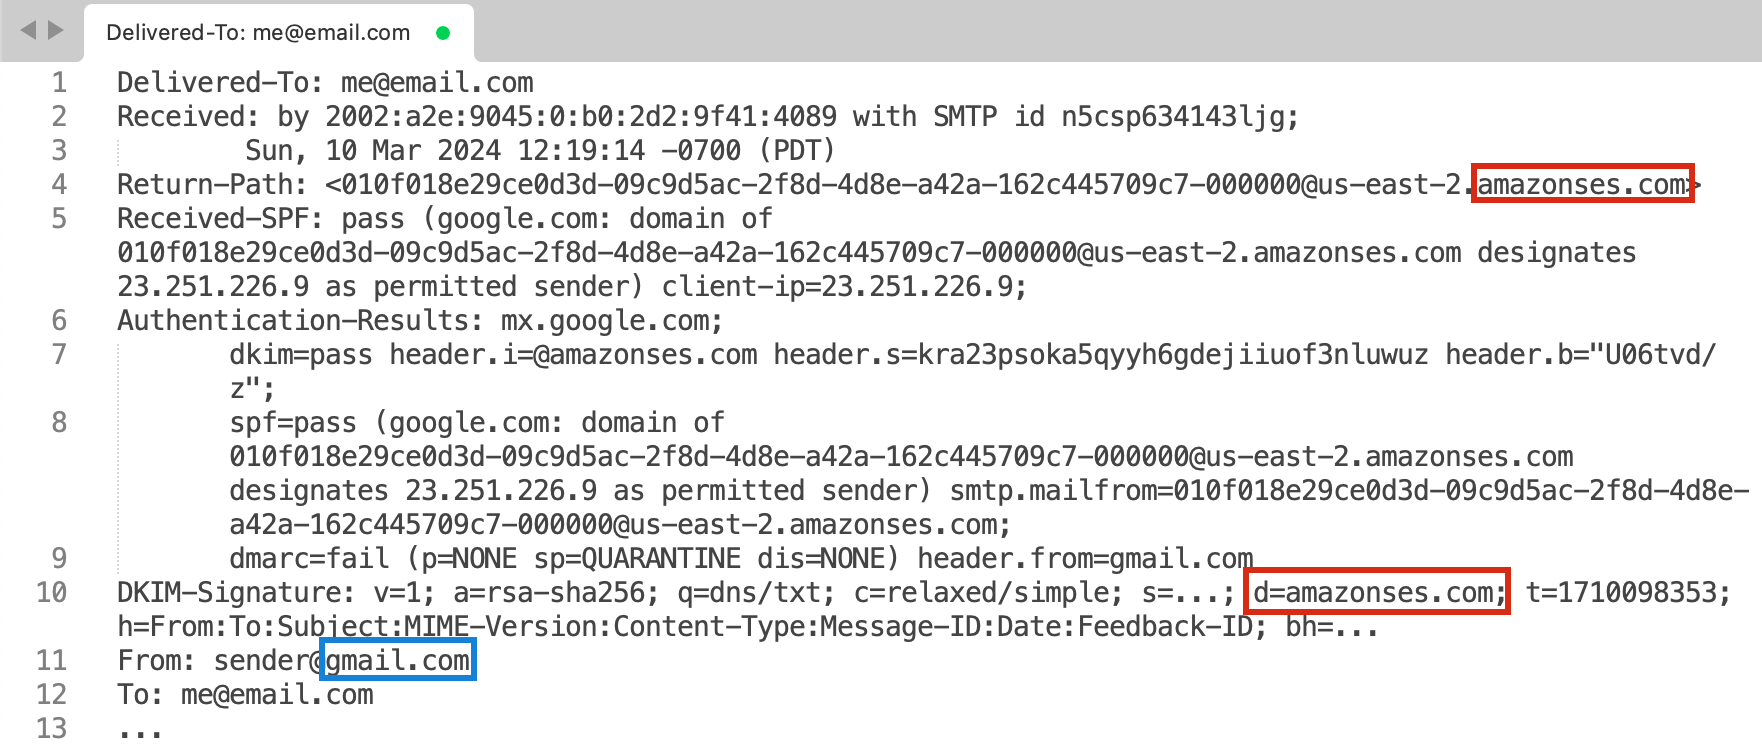 Delivered-To: me@email.com
1 Delivered-To: me@email.com
2 Received: by 2002:a2e:9045:0:b0:2d2:9f41:4089 with SMTP id n5csp634143ljg;
3 Sun, 10 Mar 2024 12:19:14 -0700 (PDT)
4 Return-Path: <010f018e29ce0d3d-09c9d5ac-2f8d-4d8e-a42a-162c445709c7-000000@us-east-2.amazonses.com>
5 Received-SPF: pass (google.com: domain of
010f018e29ce0d3d-09c9d5ac-2f8d-4d8e-a42a-162c445709c7-000000@us-east-2.amazonses.com designates
23.251.226.9 as permitted sender) client-ip=23.251.226.9;
6 Authentication-Results: mx.google.com;
7 dkim=pass header.i=@amazonses.com header.s=kra23psoka5qyyh6gdejiiuof3nluwuz header.b="U06tvd/
z";
8 spf=pass (google.com: domain of
010f018e29ce0d3d-09c9d5ac-2f8d-4d8e-a42a-162c445709c7-000000@us-east-2.amazonses.com
designates 23.251.226.9 as permitted sender) smtp.mailfrom=010f018e29ce0d3d-09c9d5ac-2f8d-4d8e-
a42a-162c445709c7-000000@us-east-2.amazonses.com;
9 dmarc=fail (p=NONE sp=QUARANTINE dis=NONE) header.from=gmail.com
10 DKIM-Signature: v=1; a=rsa-sha256; q=dns/txt; c=relaxed/simple; s=...; d=amazonses.com; t=1710098353;
h=From:To:Subject:MIME-Version:Content-Type:Message-ID:Date:Feedback-ID; bh=...
11 From: sender@gmail.com
12 To: me@email.com
13 ...